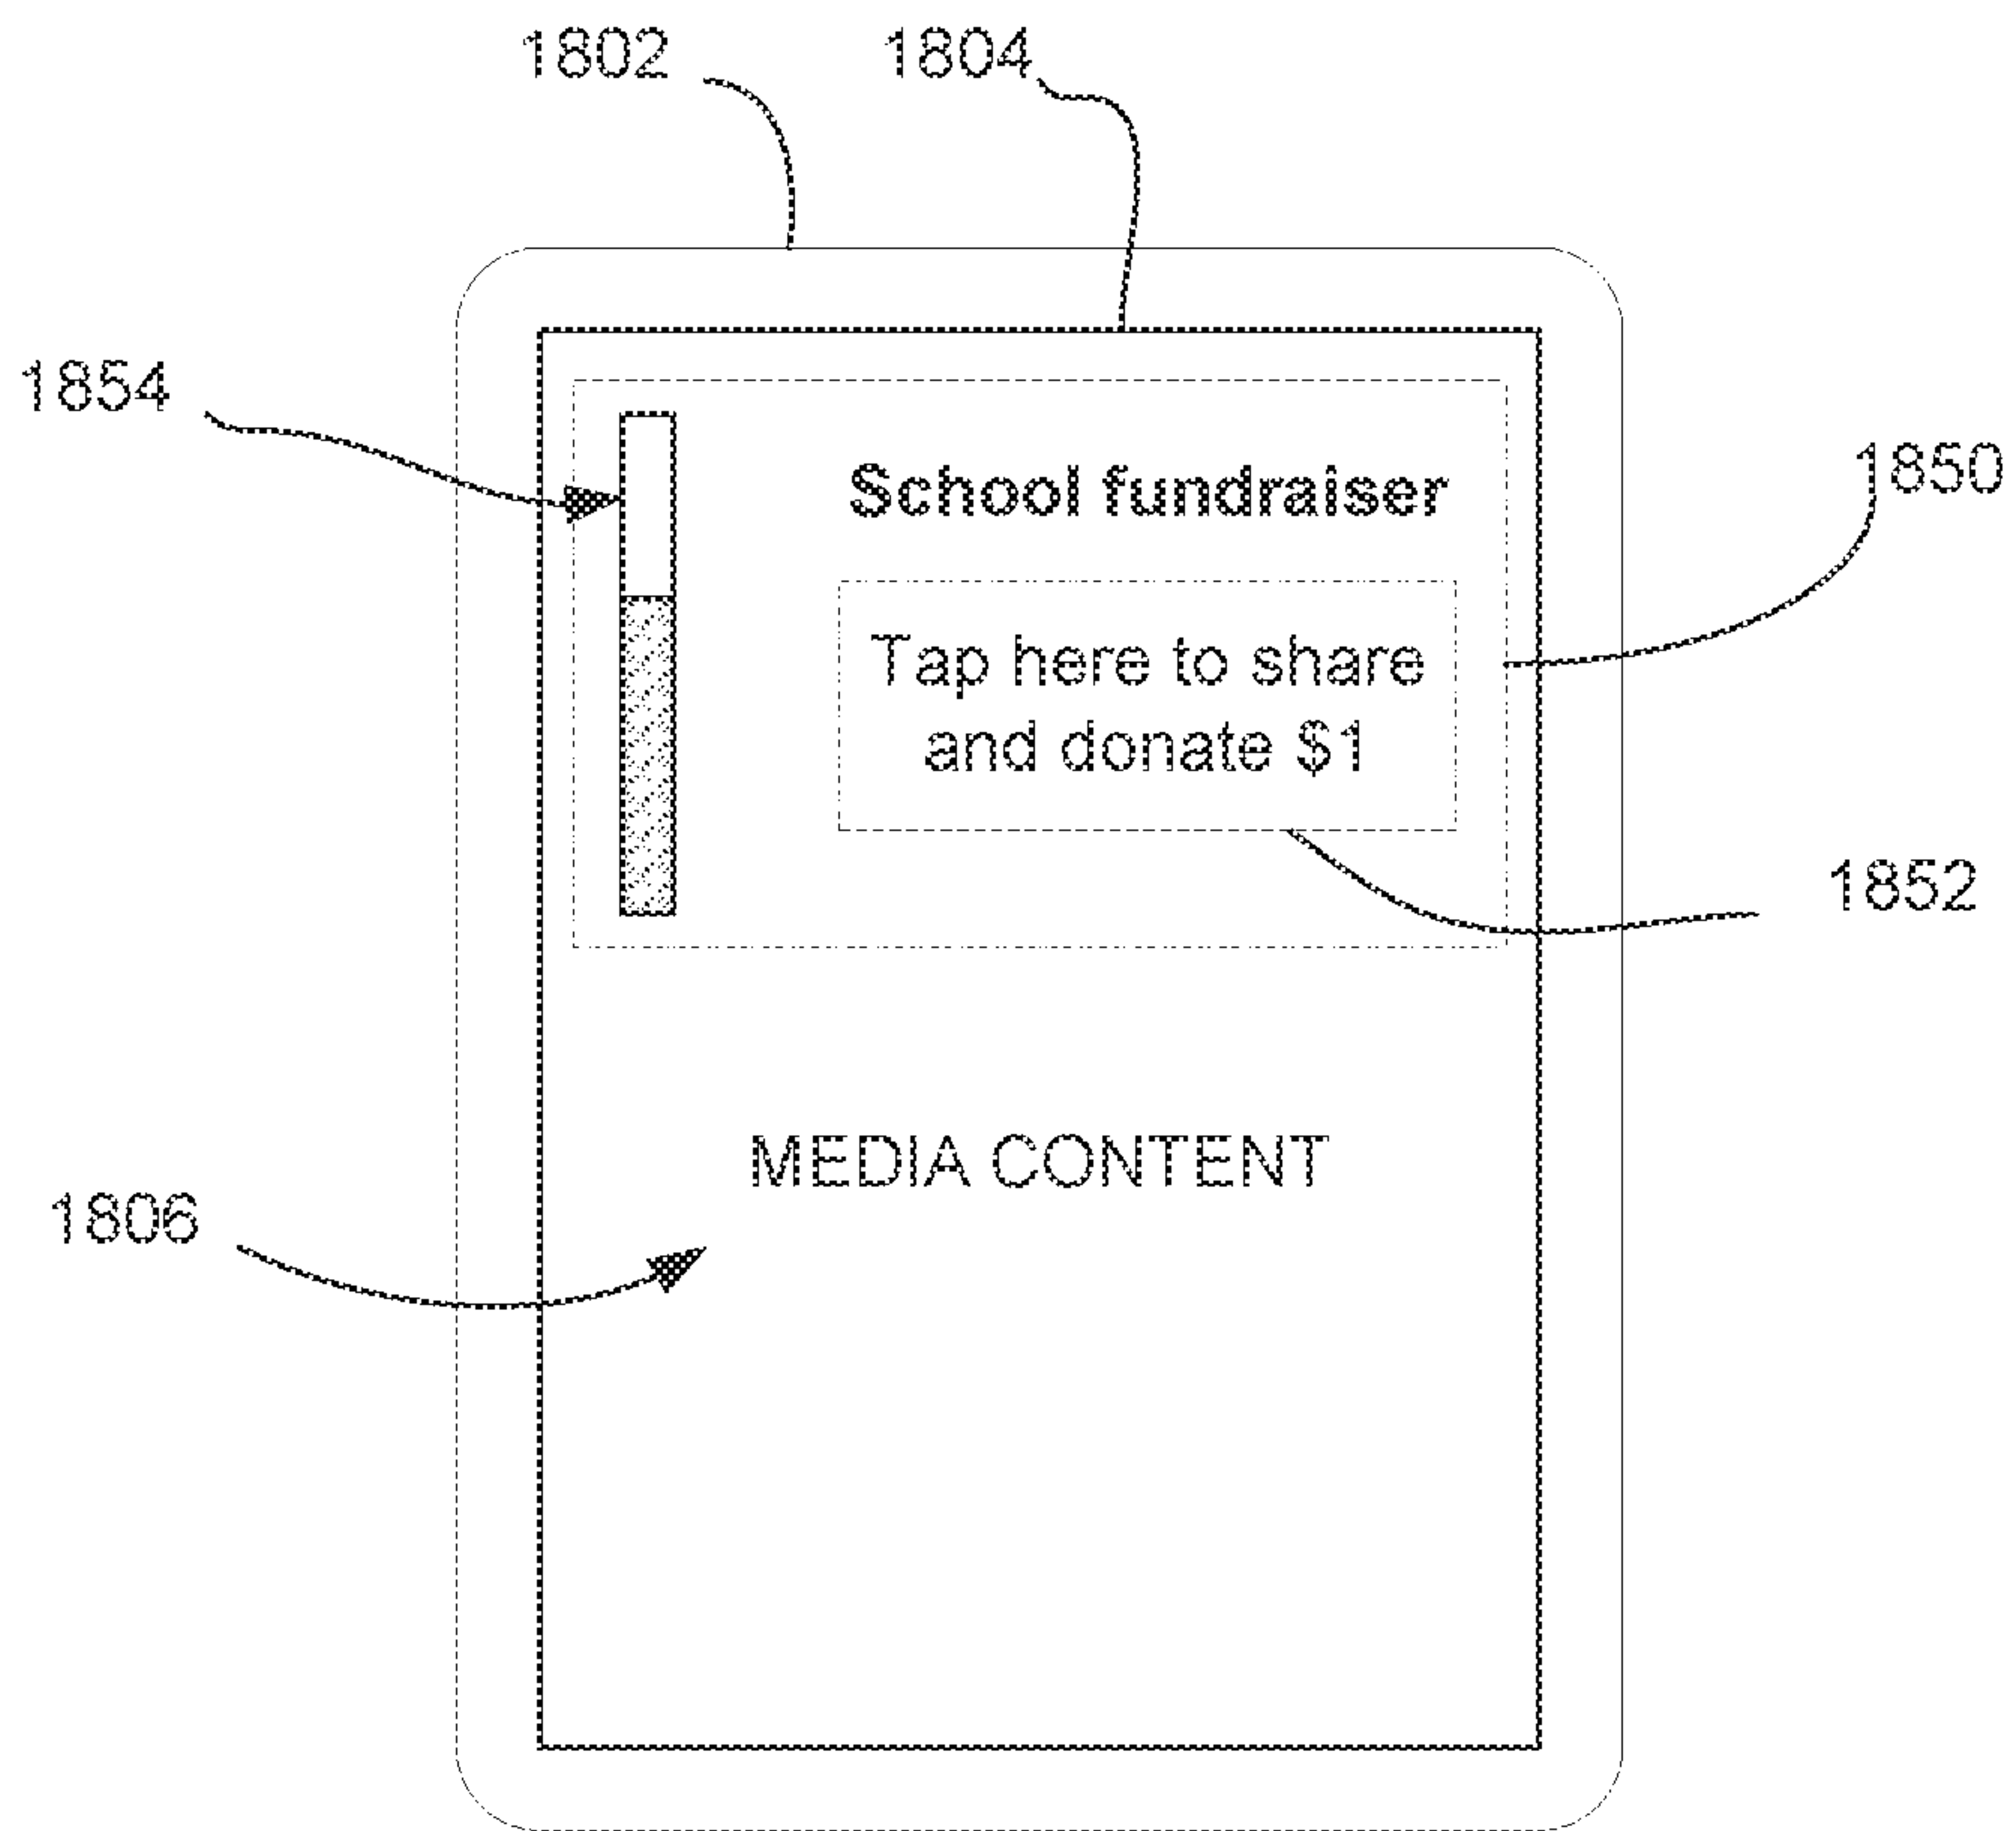 1802
1804
1854
School fundraiser
1850
Tap here to share
and donate $1
1852
MEDIA CONTENT
1806